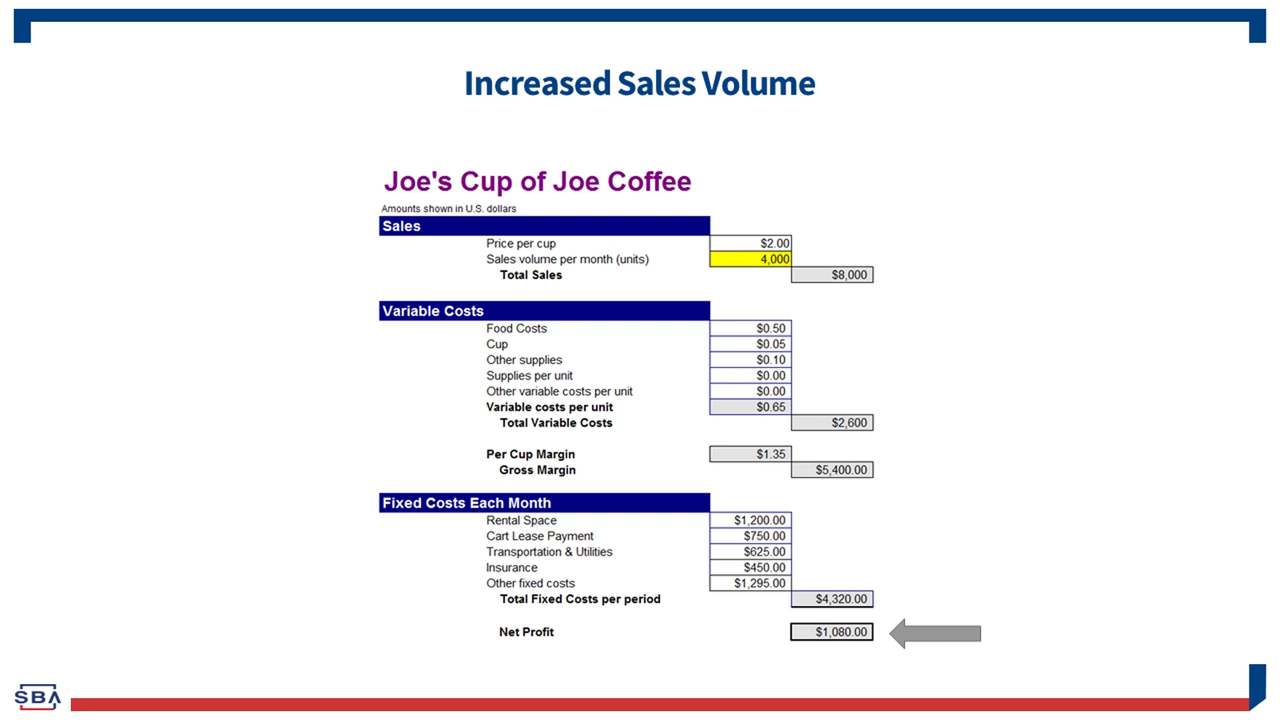 Increased Sales Volume
Joe's Cup of Joe Coffee
Amounts shown in U.S. dollars
Sales
Price per cup $2.00
Sales volume per month (units) 4,000
Total Sales $8,000
Variable Costs
Food Costs $0.50
Cup $0.05
Other supplies $0.10
Supplies per unit $0.00
Other variable costs per unit $0.00
Variable costs per unit $0.65
Total Variable Costs $2,600
Per Cup Margin $1.35
Gross Margin $5,400.00
Fixed Costs Each Month
Rental Space $1,200.00
Cart Lease Payment $750.00
Transportation & Utilities $625.00
Insurance $450.00
Other fixed costs $1,295.00
Total Fixed Costs per period $4,320.00
Net Profit $1,080.00
SBA